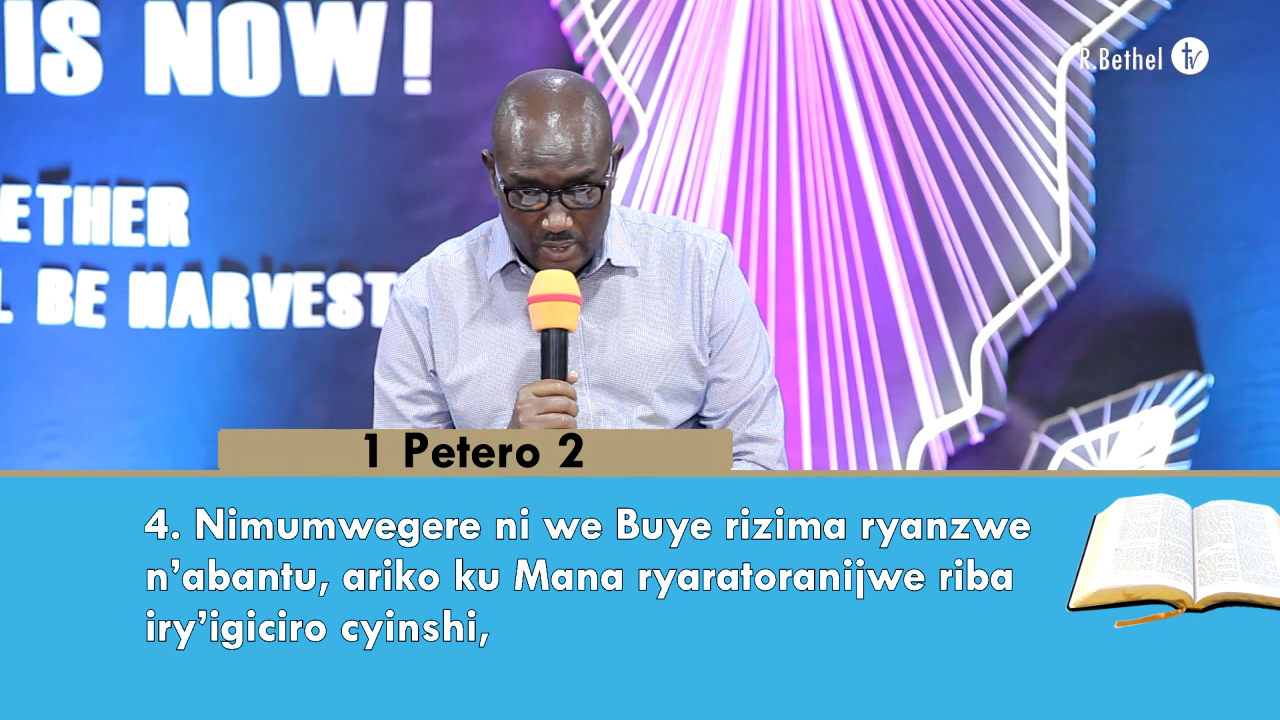 IS NOW!
R.Bethel tv
ETHER
L BE HARVEST
1 Petero 2
4. Nimumwegere ni we Buye rizima ryanzwe
n’abantu, ariko ku Mana ryaratoranijwe riba
iry’igiciro cyinshi,